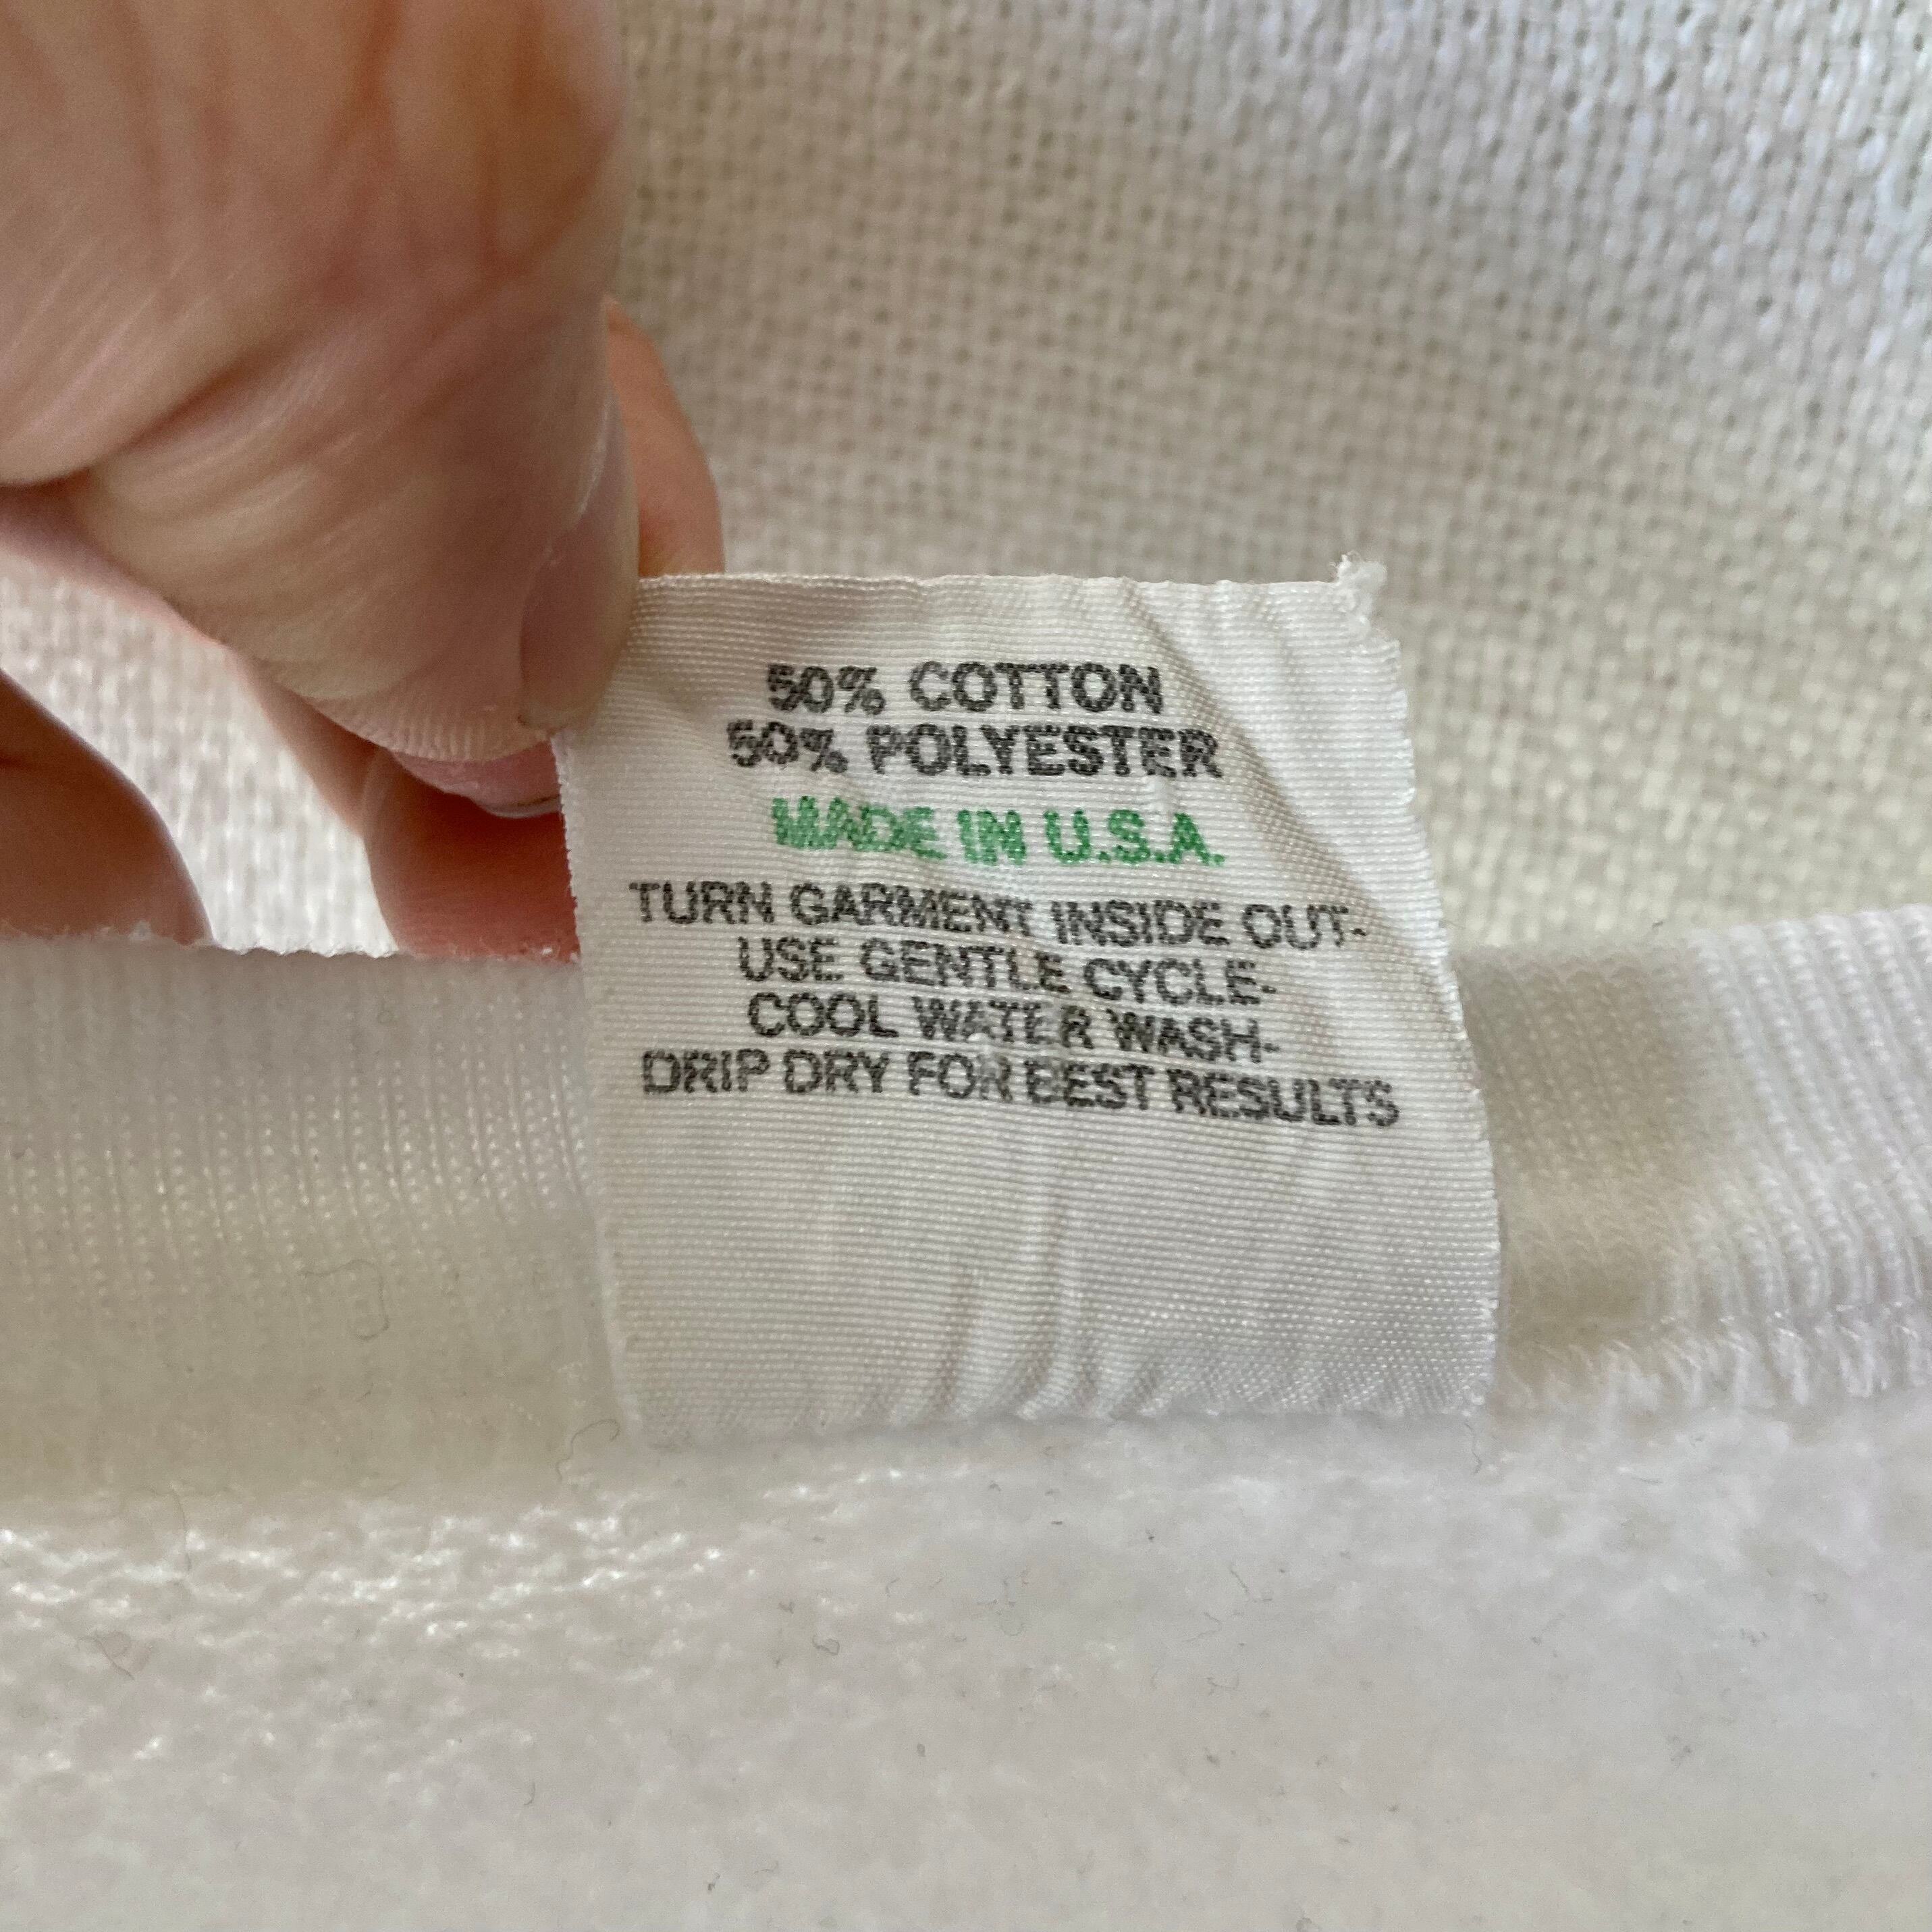 50% COTTON
50% POLYESTER
MADE IN U.S.A.
TURN GARMENT INSIDE OUT-
USE GENTLE CYCLE-
COOL WATER WASH-
DRIP DRY FOR BEST RESULTS